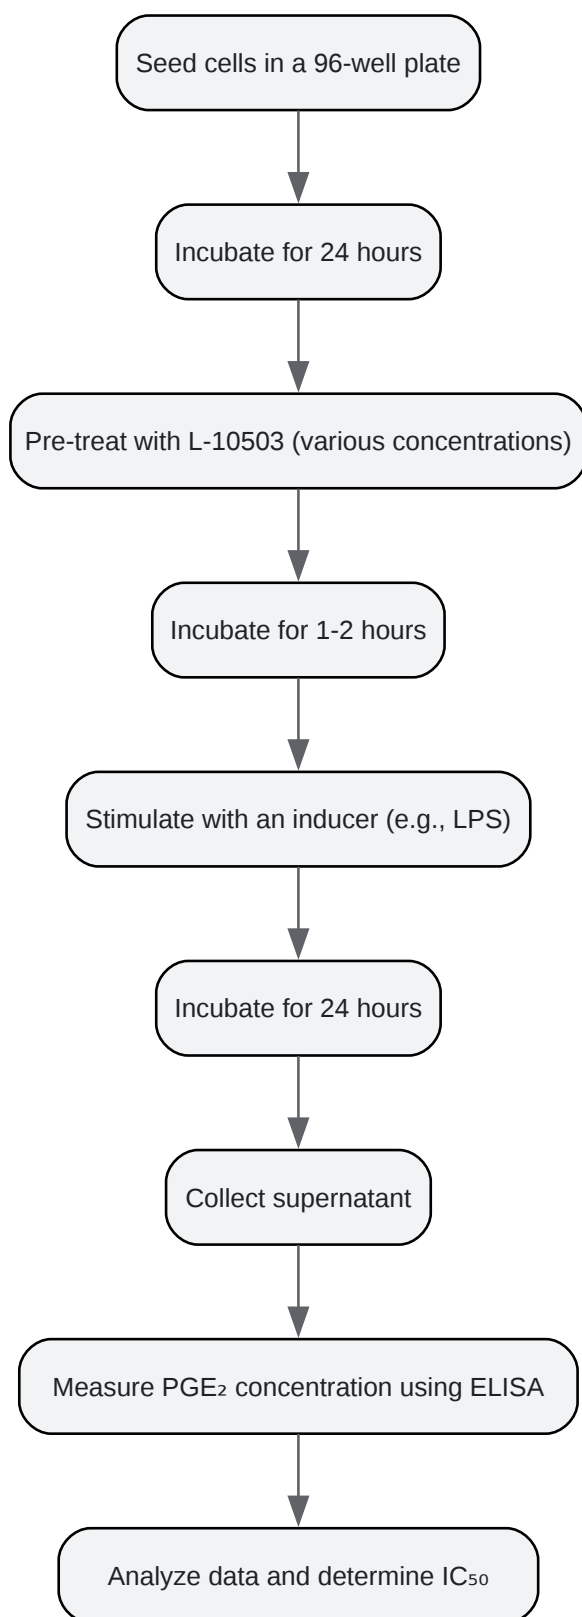 Seed cells in a 96-well plate
Incubate for 24 hours
Pre-treat with L-10503 (various concentrations)
Incubate for 1-2 hours
Stimulate with an inducer (e.g., LPS)
Incubate for 24 hours
Collect supernatant
Measure PGE₂ concentration using ELISA
Analyze data and determine IC₅₀